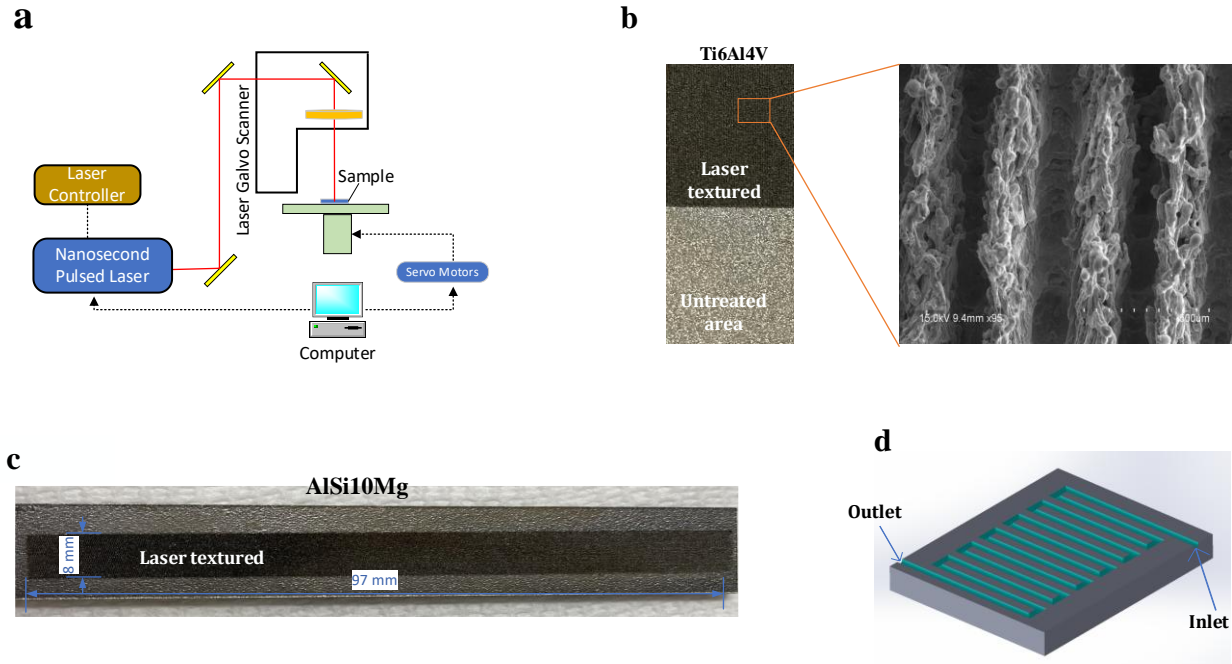 a
Laser Galvo Scanner
Sample
Laser
Controller
Nanosecond
Pulsed Laser
Servo Motors
Computer
b
Ti6Al4V
Laser
textured
Untreated
area
15.0kV 9.4mm x95
500um
c
AlSi10Mg
Laser textured
8 mm
97 mm
d
Outlet
Inlet